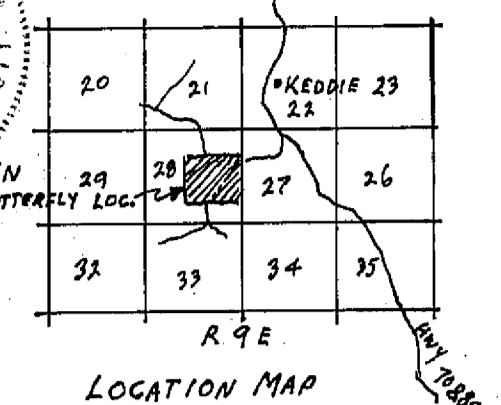 20 21 •KEDDIE 23
22
29 28 27 26
LOC.
32 33 34 35
R. 9 E
HWY 70&89
LOCATION MAP